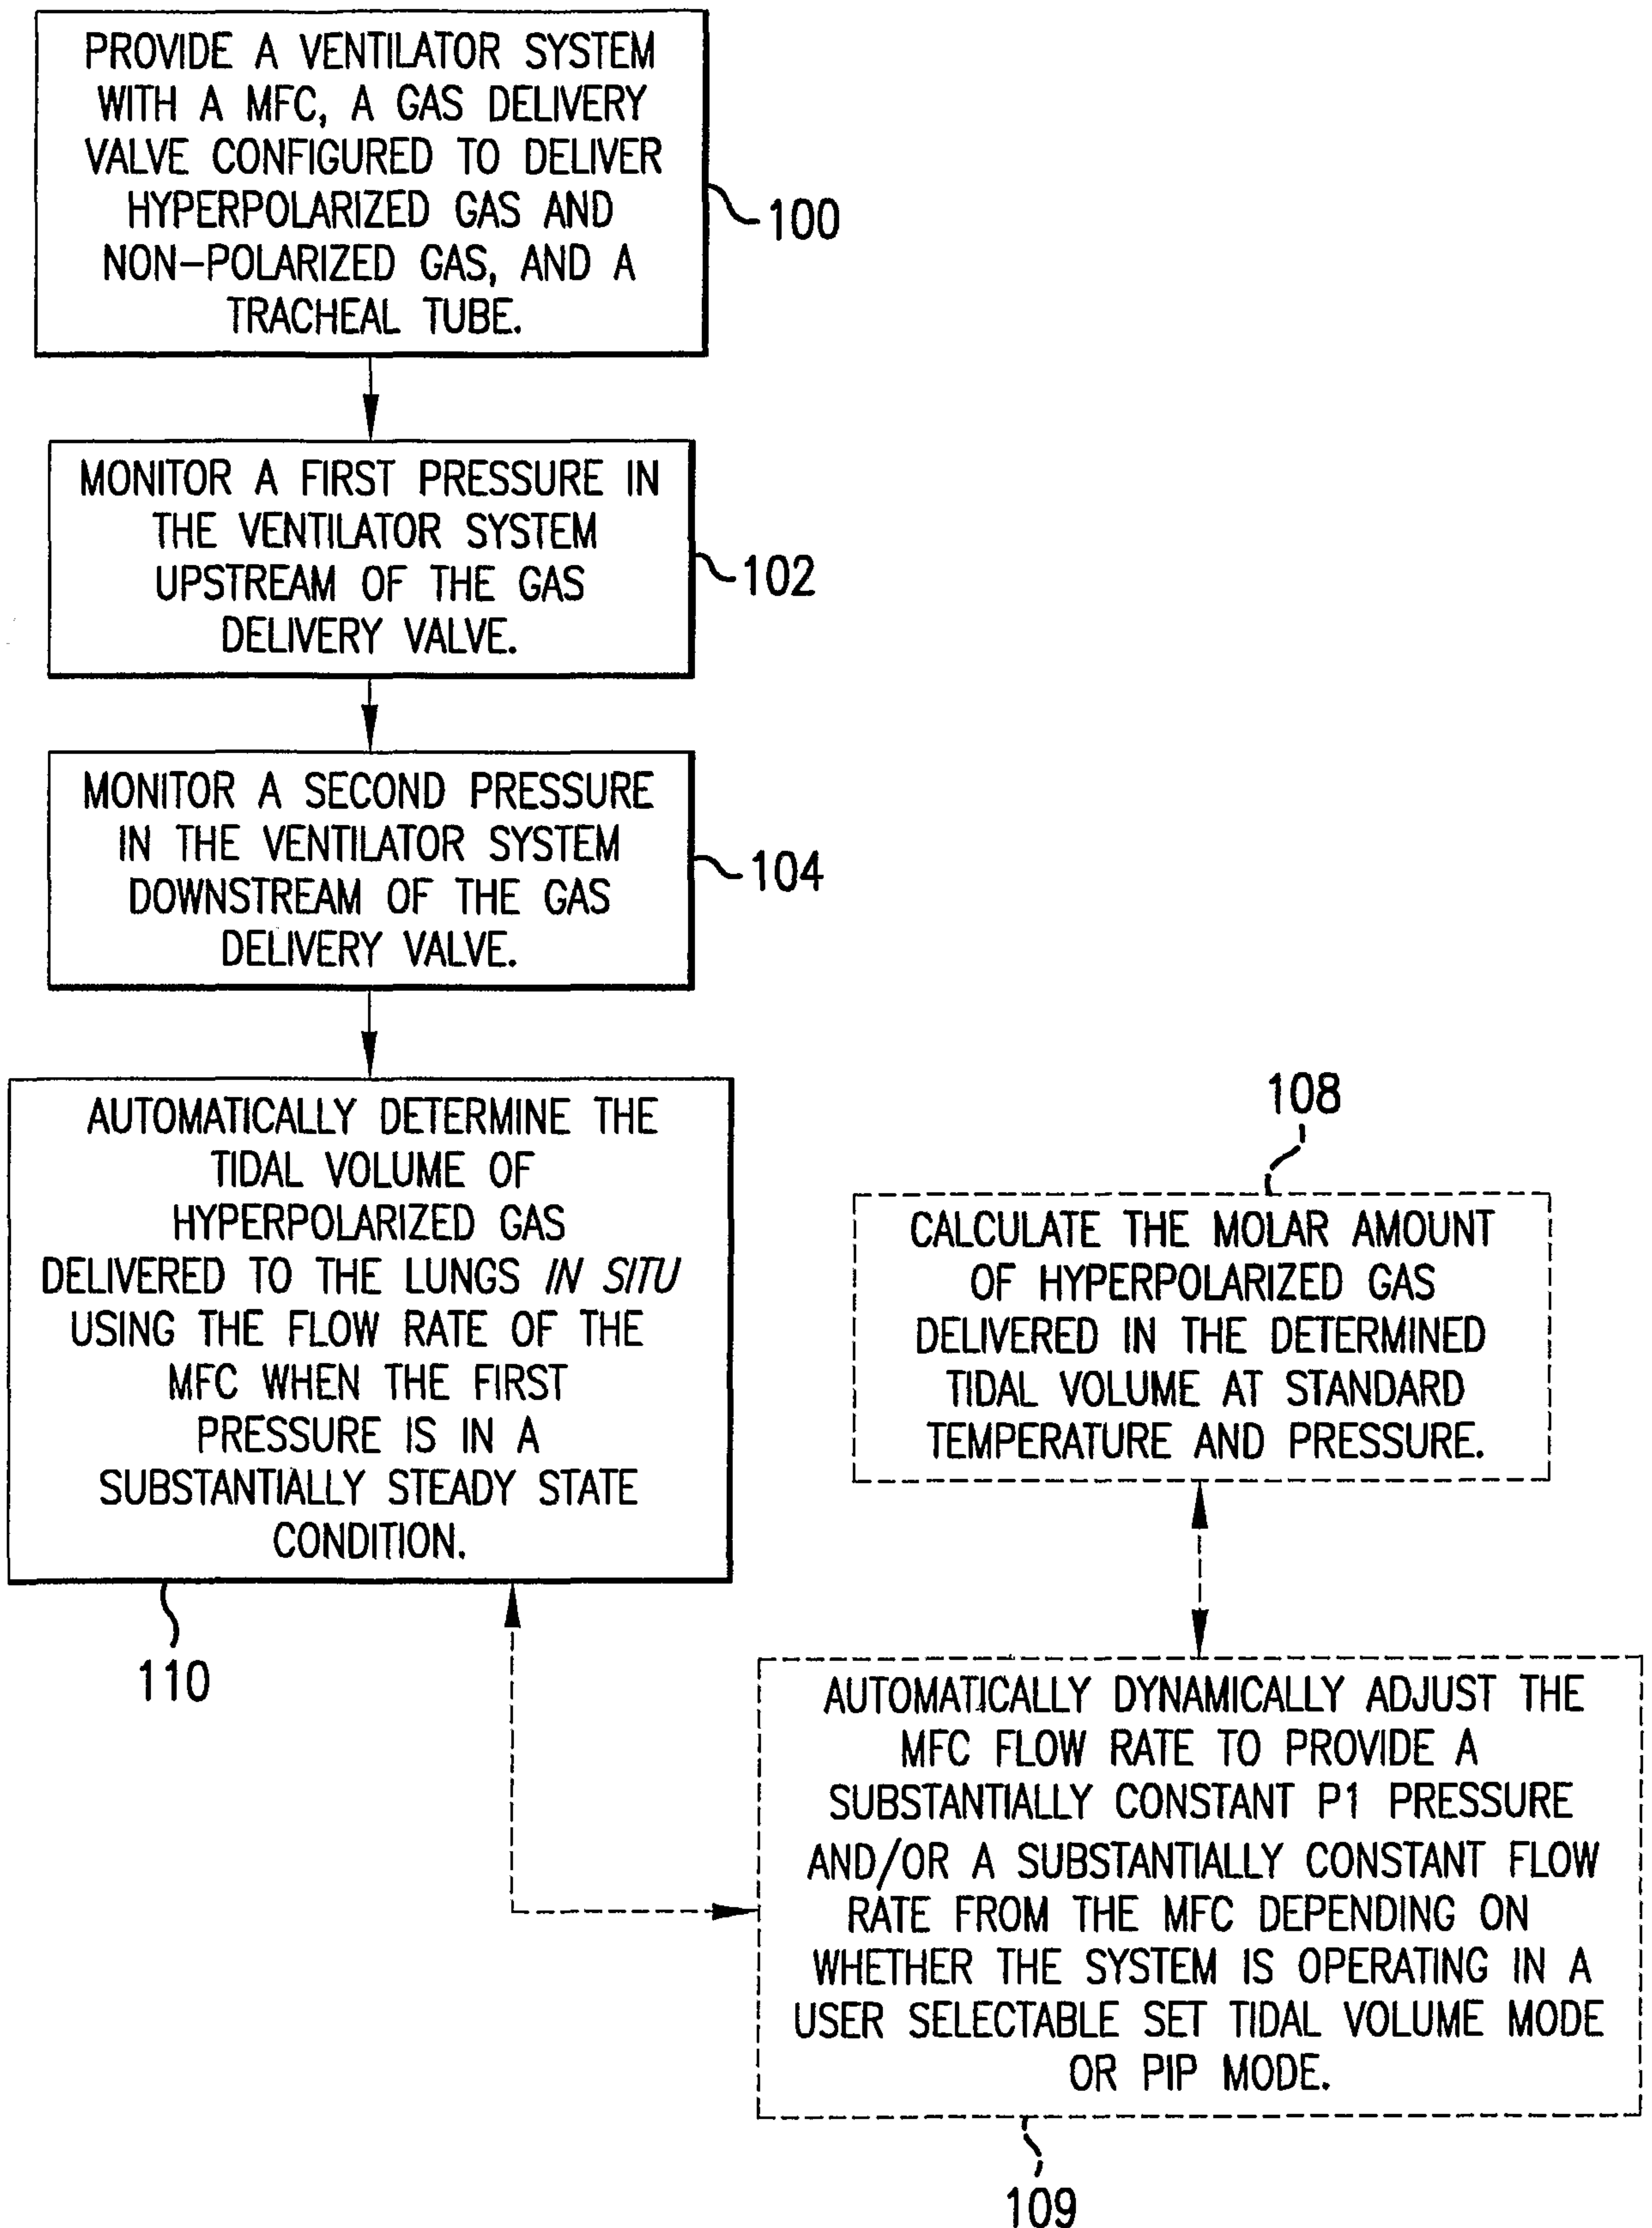 PROVIDE A VENTILATOR SYSTEM
WITH A MFC, A GAS DELIVERY
VALVE CONFIGURED TO DELIVER
HYPERPOLARIZED GAS AND
NON-POLARIZED GAS, AND A
TRACHEAL TUBE.
100
MONITOR A FIRST PRESSURE IN
THE VENTILATOR SYSTEM
UPSTREAM OF THE GAS
DELIVERY VALVE.
102
MONITOR A SECOND PRESSURE
IN THE VENTILATOR SYSTEM
DOWNSTREAM OF THE GAS
DELIVERY VALVE.
104
AUTOMATICALLY DETERMINE THE
TIDAL VOLUME OF
HYPERPOLARIZED GAS
DELIVERED TO THE LUNGS IN SITU
USING THE FLOW RATE OF THE
MFC WHEN THE FIRST
PRESSURE IS IN A
SUBSTANTIALLY STEADY STATE
CONDITION.
110
108
CALCULATE THE MOLAR AMOUNT
OF HYPERPOLARIZED GAS
DELIVERED IN THE DETERMINED
TIDAL VOLUME AT STANDARD
TEMPERATURE AND PRESSURE.
AUTOMATICALLY DYNAMICALLY ADJUST THE
MFC FLOW RATE TO PROVIDE A
SUBSTANTIALLY CONSTANT P1 PRESSURE
AND/OR A SUBSTANTIALLY CONSTANT FLOW
RATE FROM THE MFC DEPENDING ON
WHETHER THE SYSTEM IS OPERATING IN A
USER SELECTABLE SET TIDAL VOLUME MODE
OR PIP MODE.
109